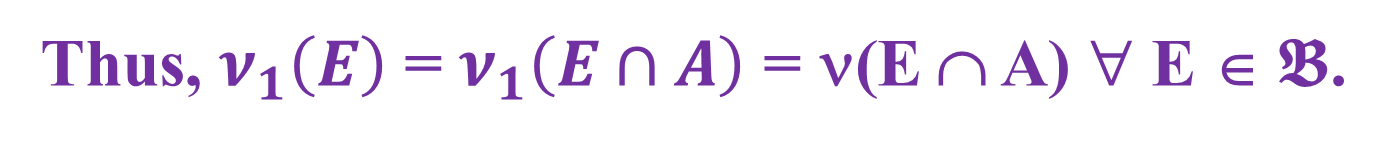 Thus, ν₁(E) = ν₁(E ∩ A) = ν(E ∩ A) ∀ E ∈ 𝔅.